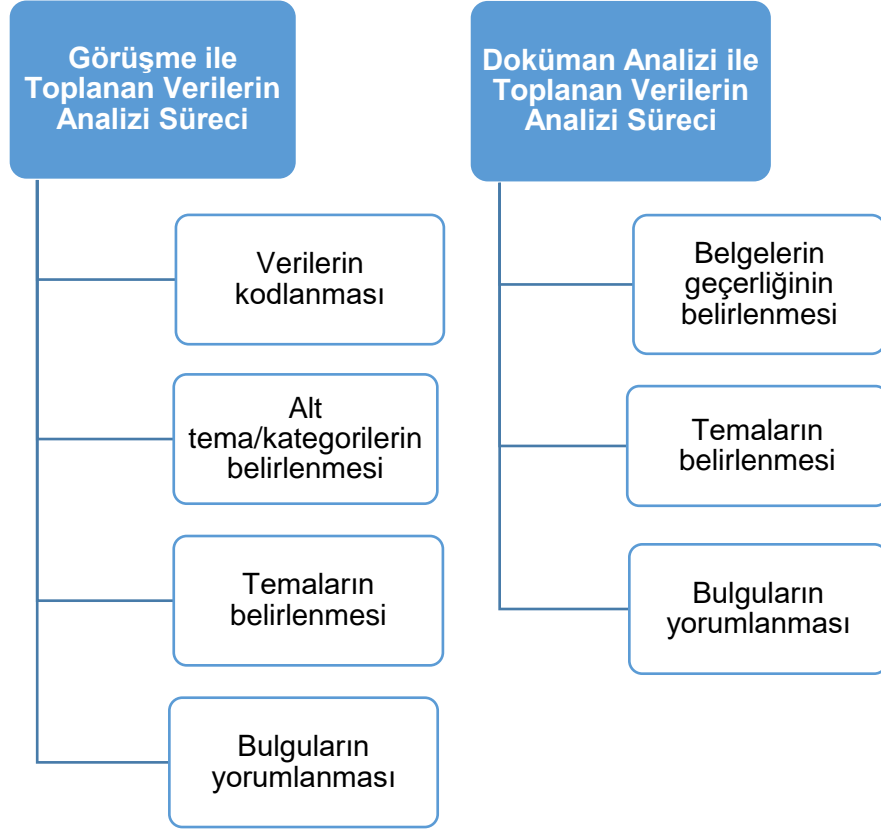 Görüşme ile
Toplanan Verilerin
Analizi Süreci
Verilerin
kodlanması
Alt
tema/kategorilerin
belirlenmesi
Temaların
belirlenmesi
Bulguların
yorumlanması
Doküman Analizi ile
Toplanan Verilerin
Analizi Süreci
Belgelerin
geçerliğinin
belirlenmesi
Temaların
belirlenmesi
Bulguların
yorumlanması